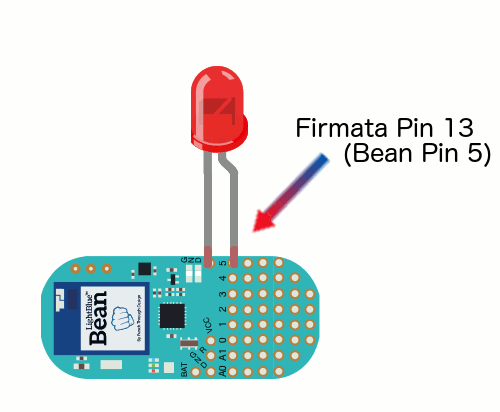 Firmata Pin 13
(Bean Pin 5)
GND
5
4
3
2
1
0
A1
A0
VCC
GND
BAT
LightBlue™
Bean
By Punch Through Design